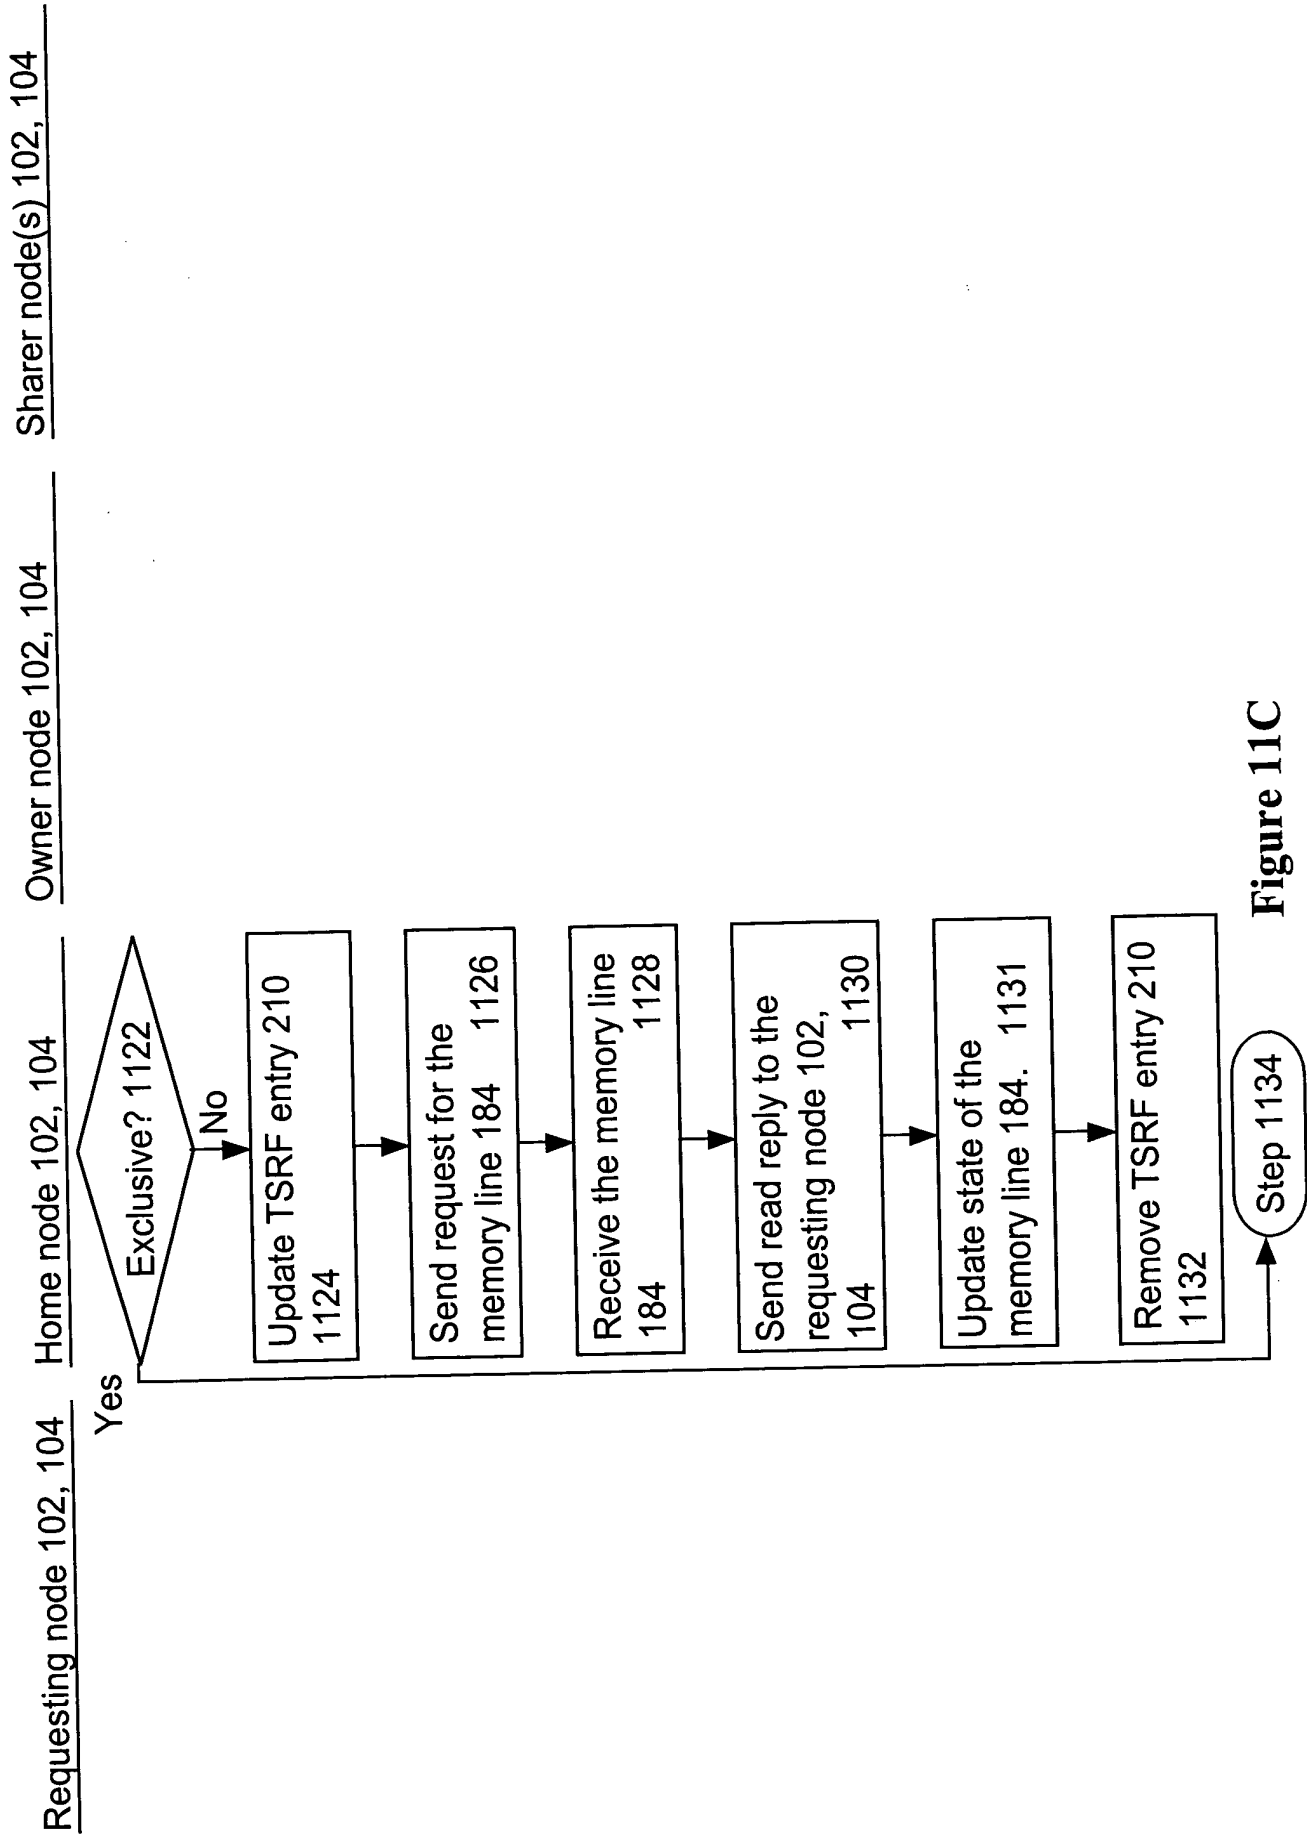 Requesting node 102, 104
Home node 102, 104
Owner node 102, 104
Sharer node(s) 102, 104
Yes
Exclusive? 1122
No
Update TSRF entry 210
1124
Send request for the
memory line 184 1126
Receive the memory line
184 1128
Send read reply to the
requesting node 102,
104 1130
Update state of the
memory line 184. 1131
Remove TSRF entry 210
1132
Step 1134
Figure 11C